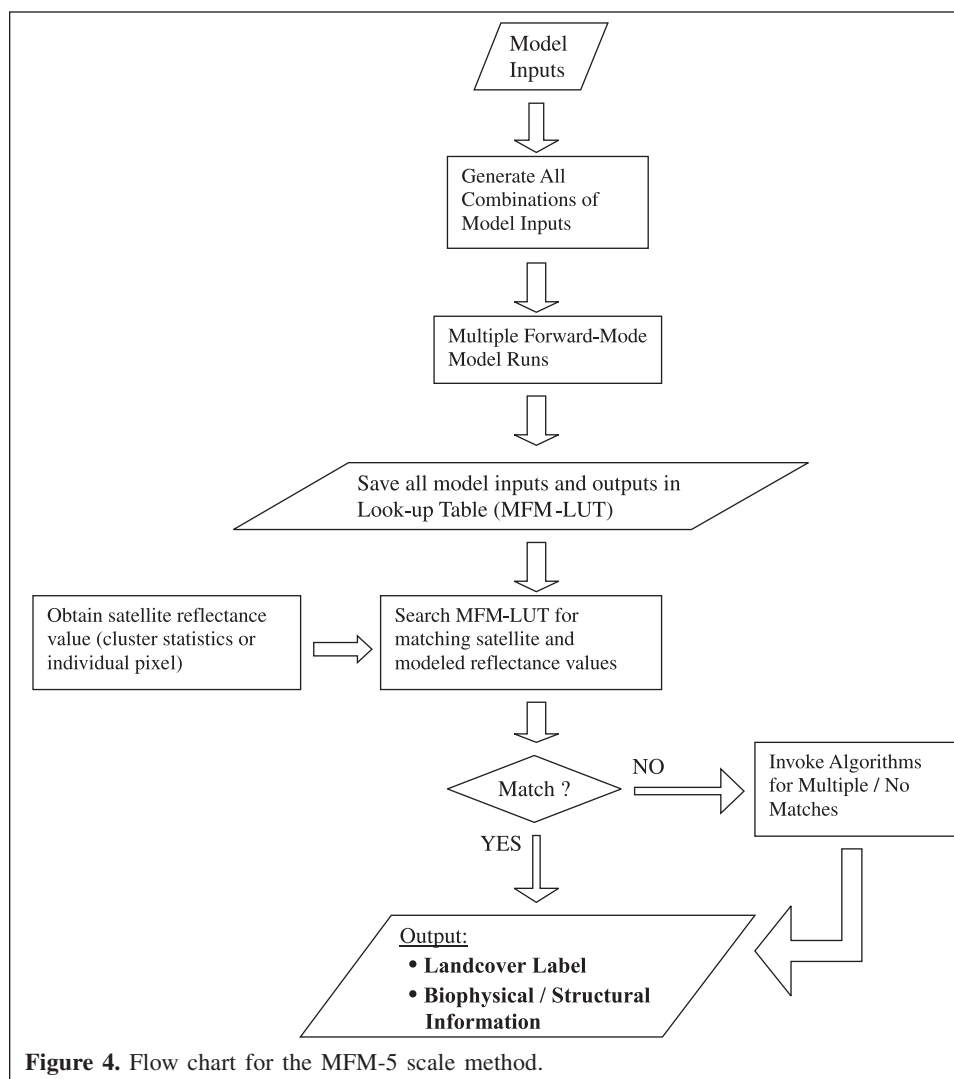 Model
Inputs
Generate All
Combinations of
Model Inputs
Multiple Forward-Mode
Model Runs
Save all model inputs and outputs in
Look-up Table (MFM-LUT)
Obtain satellite reflectance
value (cluster statistics or
individual pixel)
Search MFM-LUT for
matching satellite and
modeled reflectance values
Match ?
NO
Invoke Algorithms
for Multiple / No
Matches
YES
Output:
• Landcover Label
• Biophysical / Structural
Information
Figure 4. Flow chart for the MFM-5 scale method.